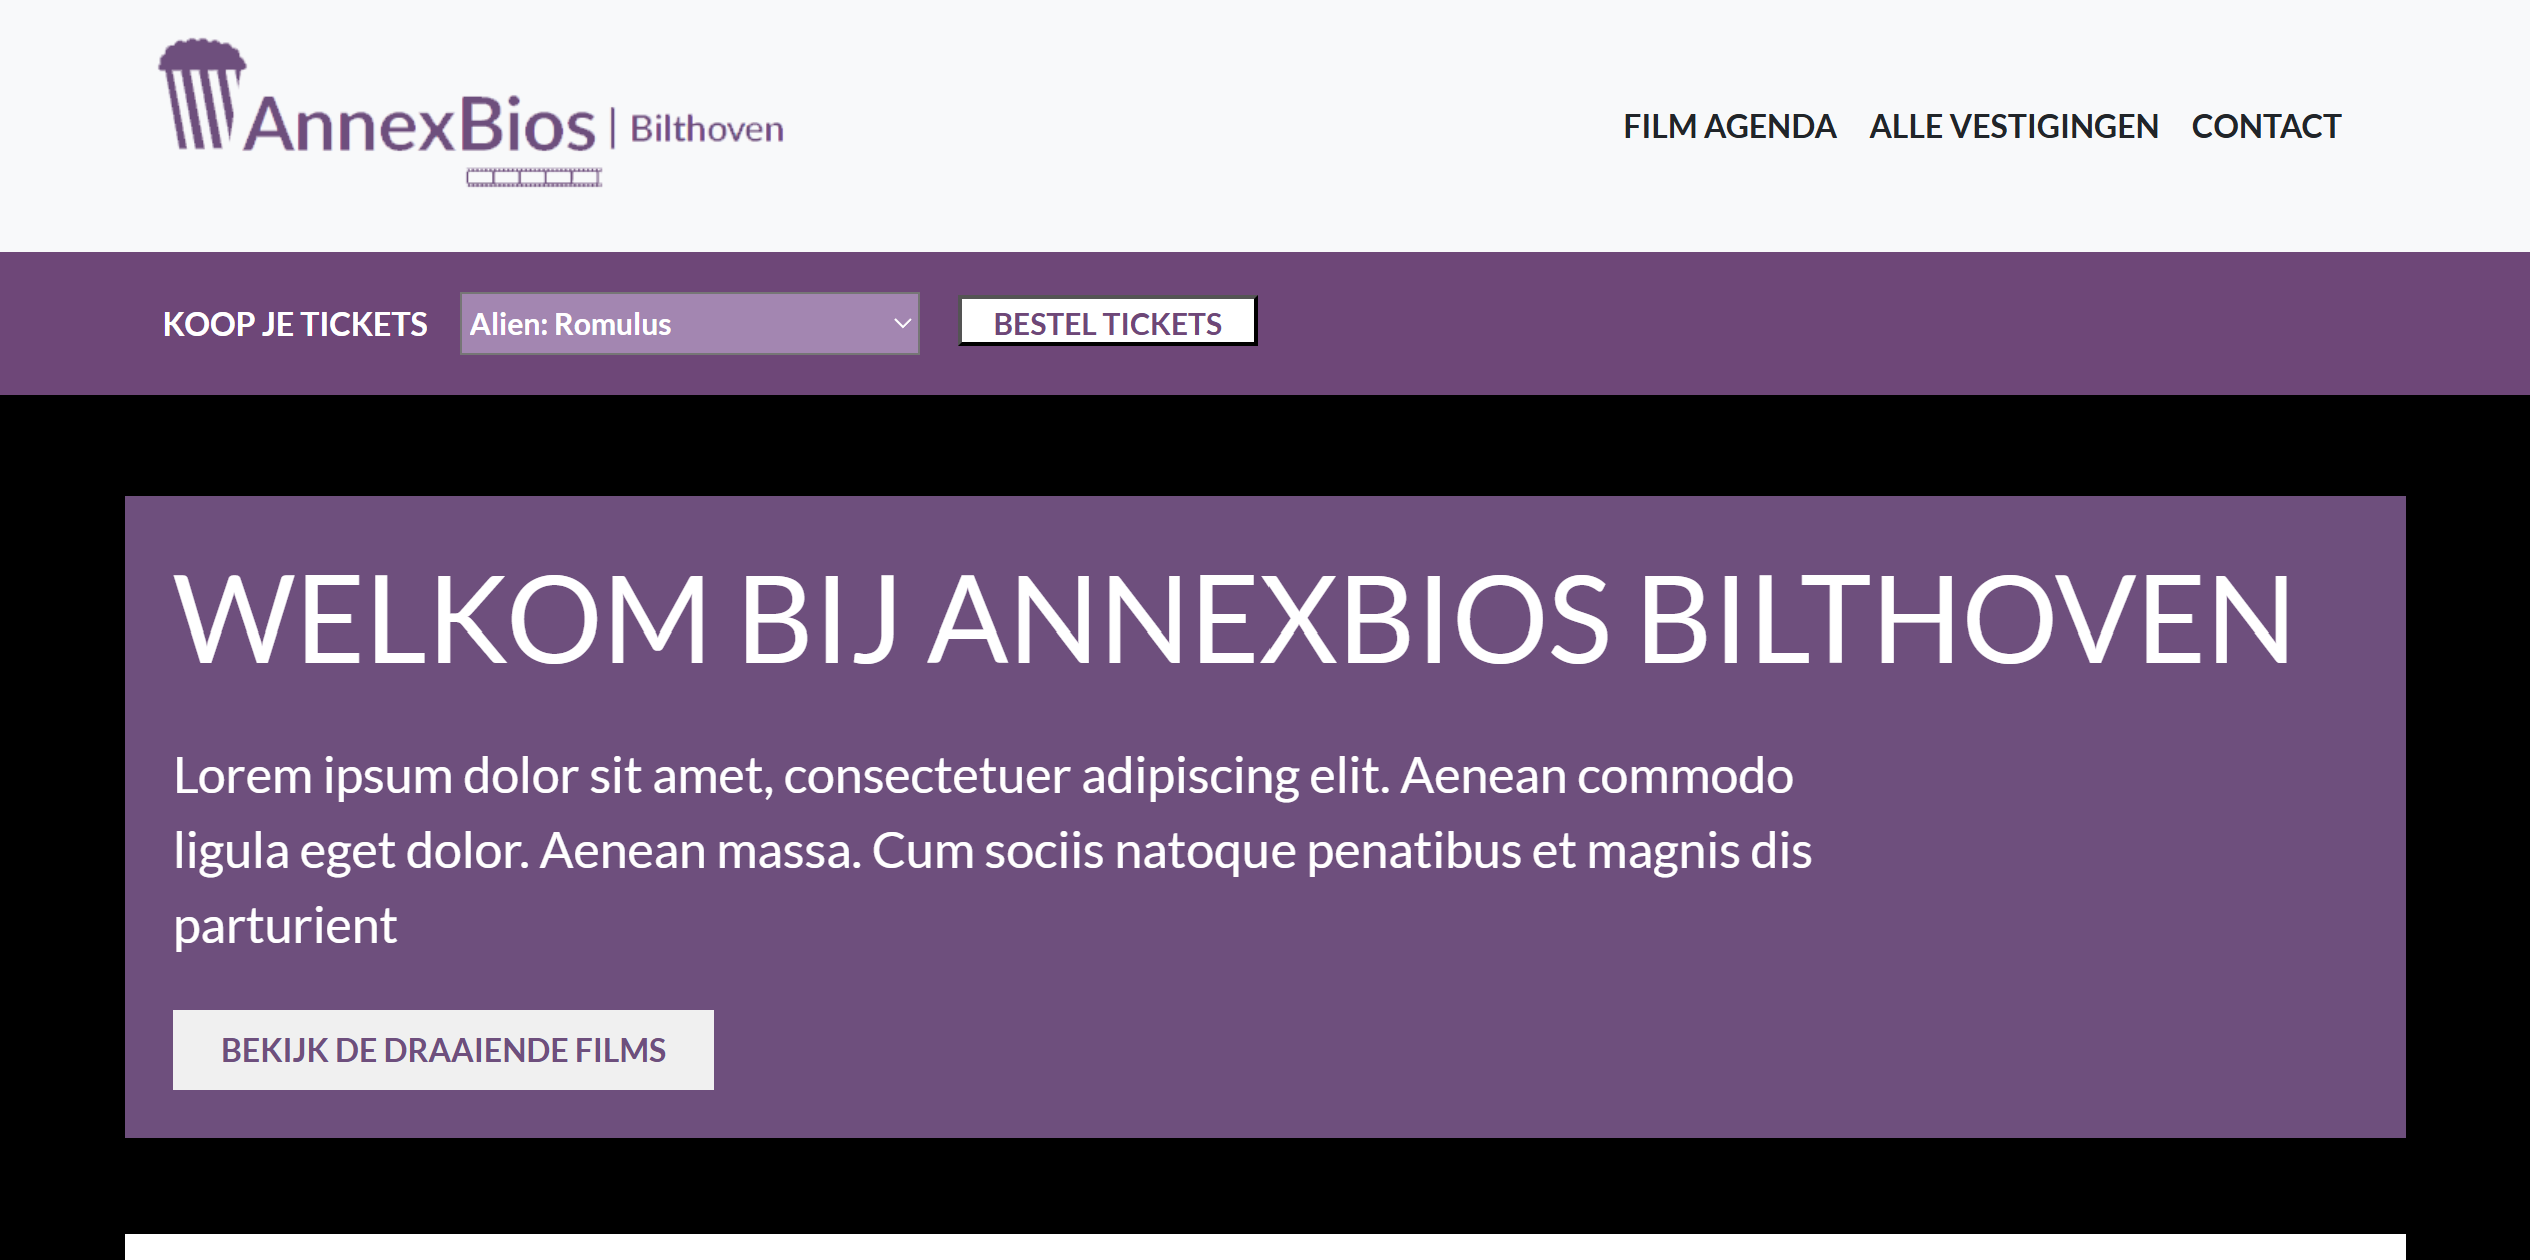 AnnexBios | Bilthoven
FILM AGENDA ALLE VESTIGINGEN CONTACT
KOOP JE TICKETS Alien: Romulus BESTEL TICKETS
WELKOM BIJ ANNEXBIOS BILTHOVEN
Lorem ipsum dolor sit amet, consectetuer adipiscing elit. Aenean commodo
ligula eget dolor. Aenean massa. Cum sociis natoque penatibus et magnis dis
parturient
BEKIJK DE DRAAIENDE FILMS